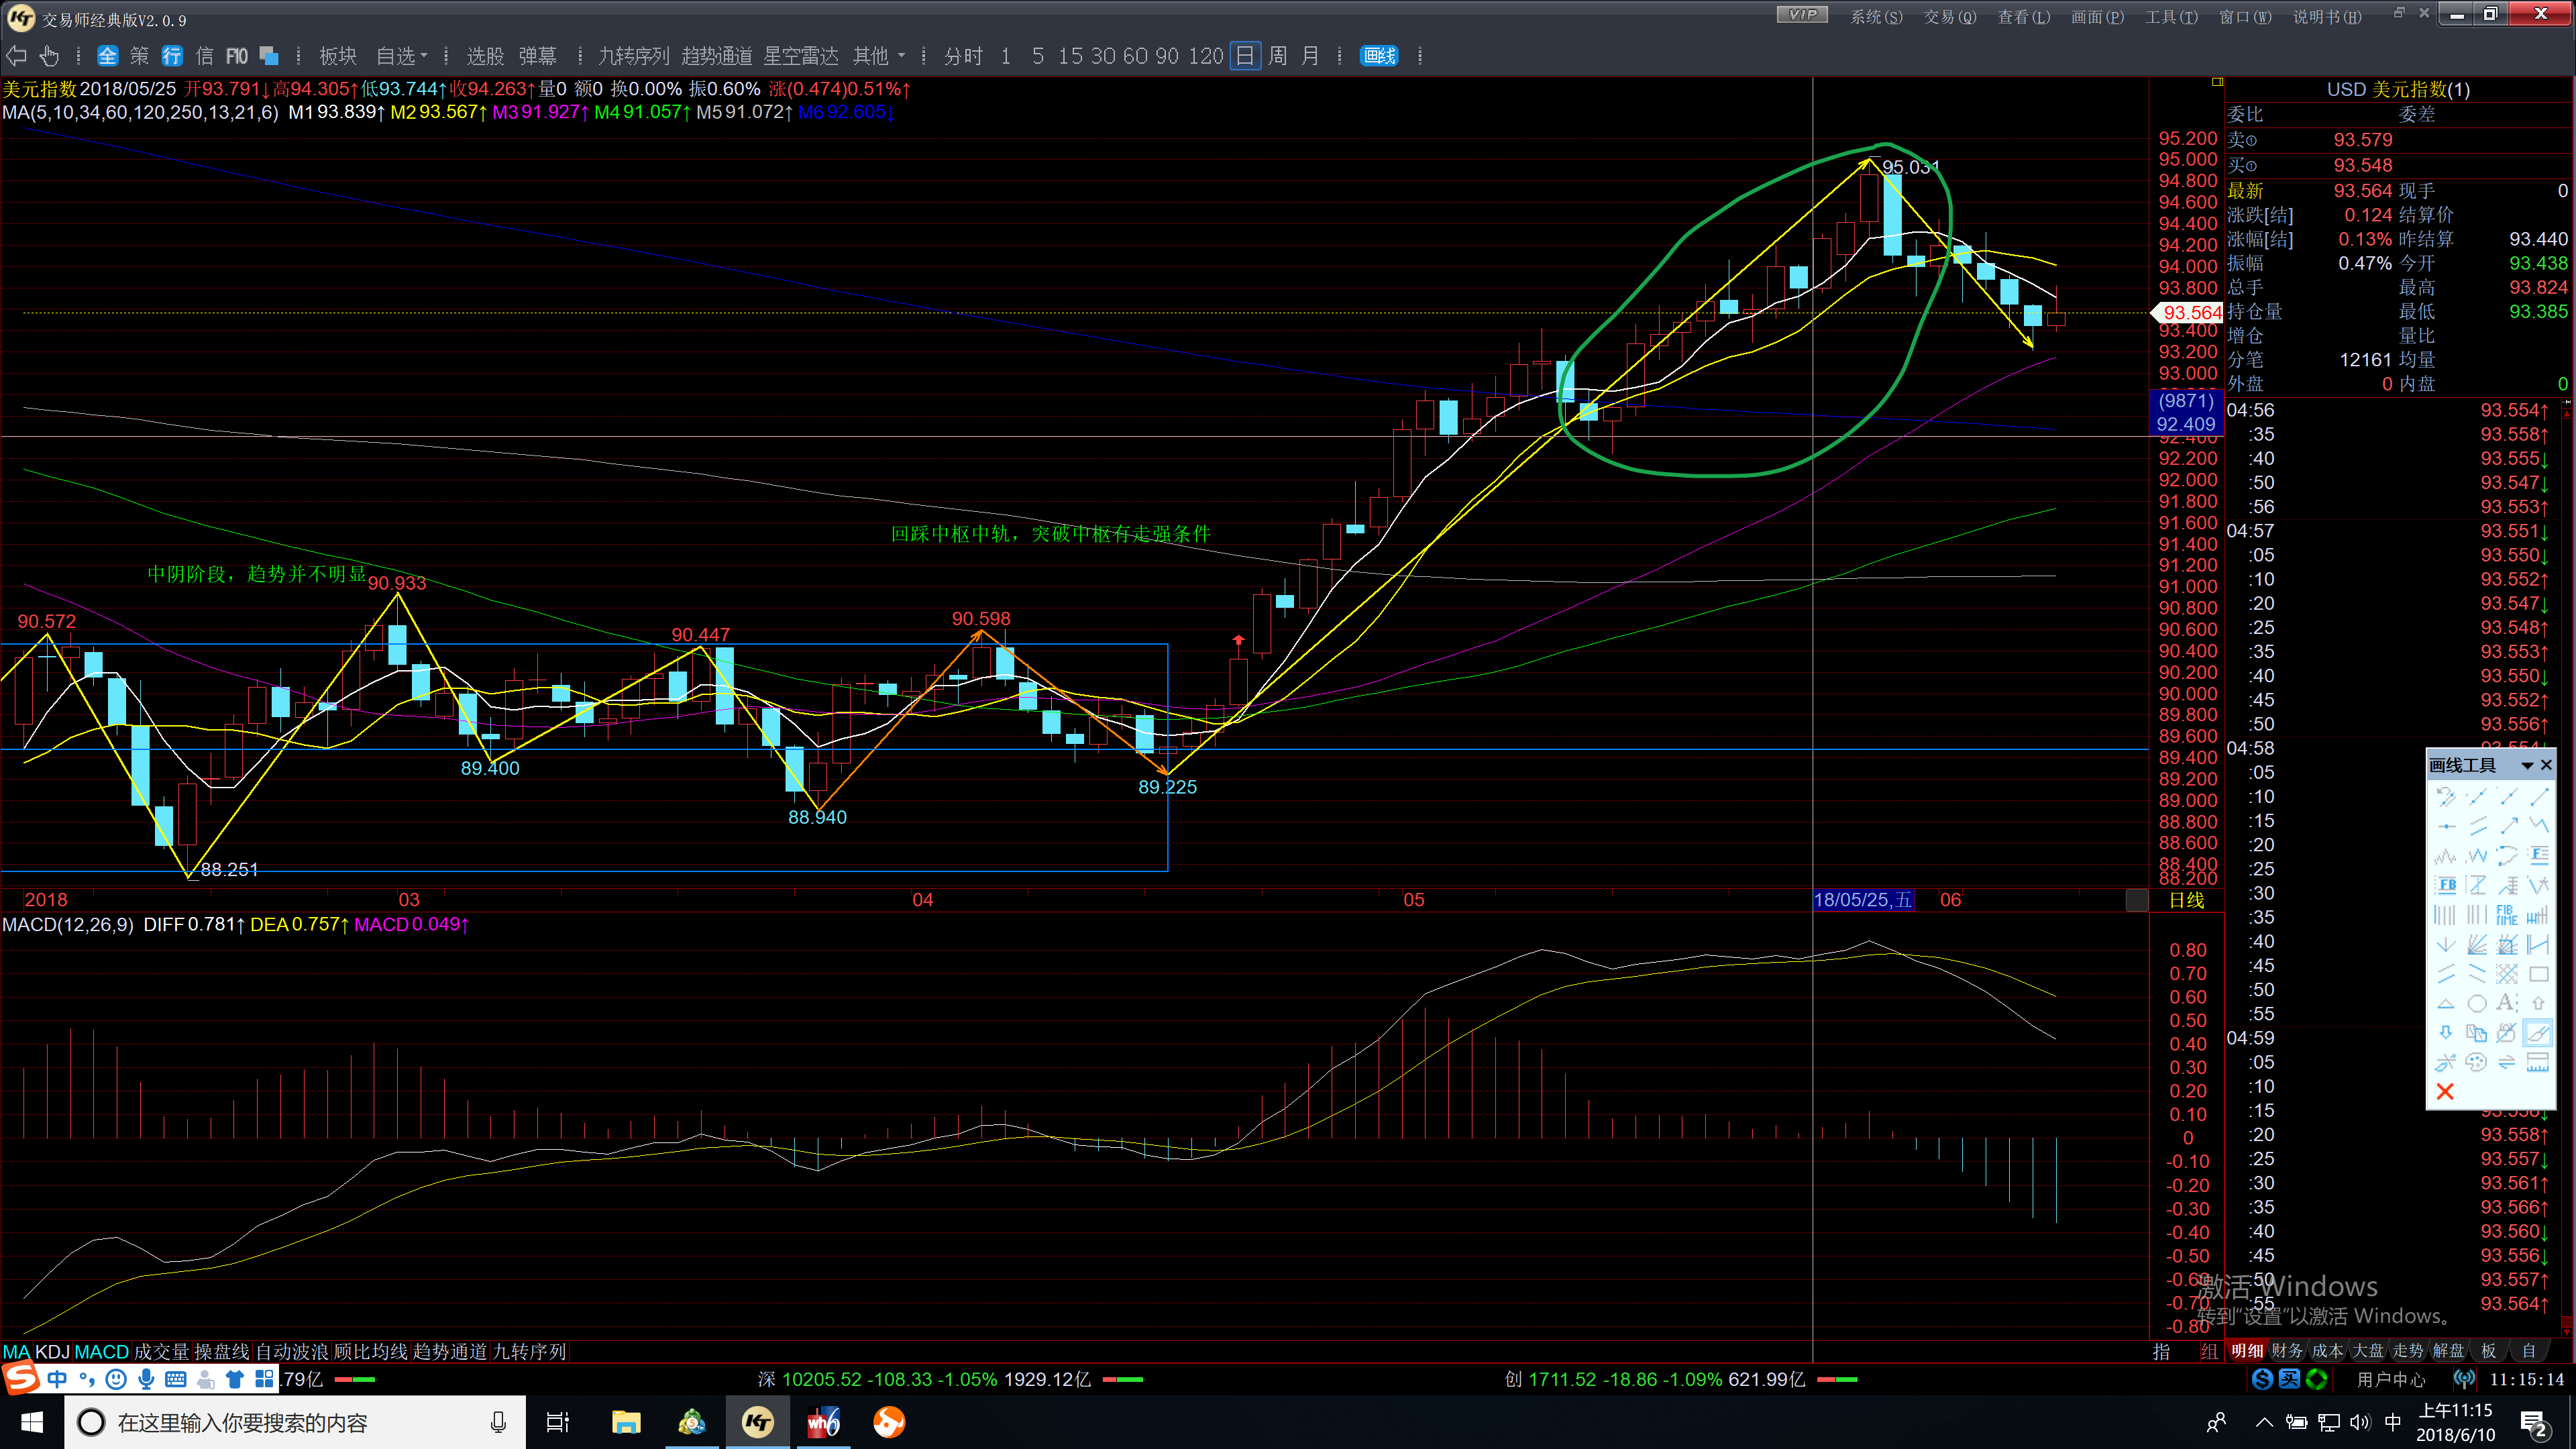 交易师经典版V2.0.9
VIP 系统(S) 交易(Q) 查看(L) 画面(P) 工具(T) 窗口(W) 说明书(H)
全 策 行 信 F10 板块 自选 选股 弹幕 九转序列 趋势通道 星空雷达 其他 分时 1 5 15 30 60 90 120 日 周 月 画线
美元指数 2018/05/25 开93.791↓高94.305↑低93.744↑收94.263↑量0 额0 换0.00% 振0.60% 涨(0.474)0.51%↑
MA(5,10,34,60,120,250,13,21,6) M1 93.839↑ M2 93.567↑ M3 91.927↑ M4 91.057↑ M5 91.072↑ M6 92.605↓
95.031
回踩中枢中轨，突破中枢有走强条件
中阴阶段，趋势并不明显
90.933
90.572
90.447
90.598
89.400
88.940
89.225
88.251
95.200
95.000
94.800
94.600
94.400
94.200
94.000
93.800
93.564
93.400
93.200
93.000
(9871)
92.409
92.400
92.200
92.000
91.800
91.600
91.400
91.200
91.000
90.800
90.600
90.400
90.200
90.000
89.800
89.600
89.400
89.200
89.000
88.800
88.600
88.400
88.200
2018 03 04 05 18/05/25,五 06 日线
MACD(12,26,9) DIFF 0.781↑ DEA 0.757↑ MACD 0.049↑
0.80
0.70
0.60
0.50
0.40
0.30
0.20
0.10
0
-0.10
-0.20
-0.30
-0.40
-0.50
-0.60
-0.70
-0.80
USD 美元指数(1)
委比 委差
卖① 93.579
买① 93.548
最新 93.564 现手 0
涨跌[结] 0.124 结算价
涨幅[结] 0.13% 昨结算 93.440
振幅 0.47% 今开 93.438
总手 最高 93.824
持仓量 最低 93.385
增仓 量比
分笔 12161 均量
外盘 0 内盘 0
04:56 93.554↑
:35 93.558↑
:40 93.555↓
:50 93.547↓
:56 93.553↑
04:57 93.551↓
:05 93.550↓
:10 93.552↑
:20 93.547↓
:25 93.548↑
:35 93.553↑
:40 93.550↓
:45 93.552↑
:50 93.556↑
04:58
:05
:10
:15
:20
:25
:30
:35
:40
:45
:50
:55
04:59
:05
:10
:15
:20 93.558↑
:25 93.557↓
:30 93.561↑
:35 93.566↑
:40 93.560↓
:45 93.556↓
:50 93.557↑
:55 93.564↑
画线工具
FB
FIB
TIME
激活 Windows
转到"设置"以激活 Windows。
MA KDJ MACD 成交量 操盘线 自动波浪 顾比均线 趋势通道 九转序列
指 组 明细 财务 成本 大盘 走势 解盘 板 自
中
.79亿 深 10205.52 -108.33 -1.05% 1929.12亿 创 1711.52 -18.86 -1.09% 621.99亿
用户中心 11:15:14
在这里输入你要搜索的内容
KT wh6
中
上午11:15
2018/6/10
2